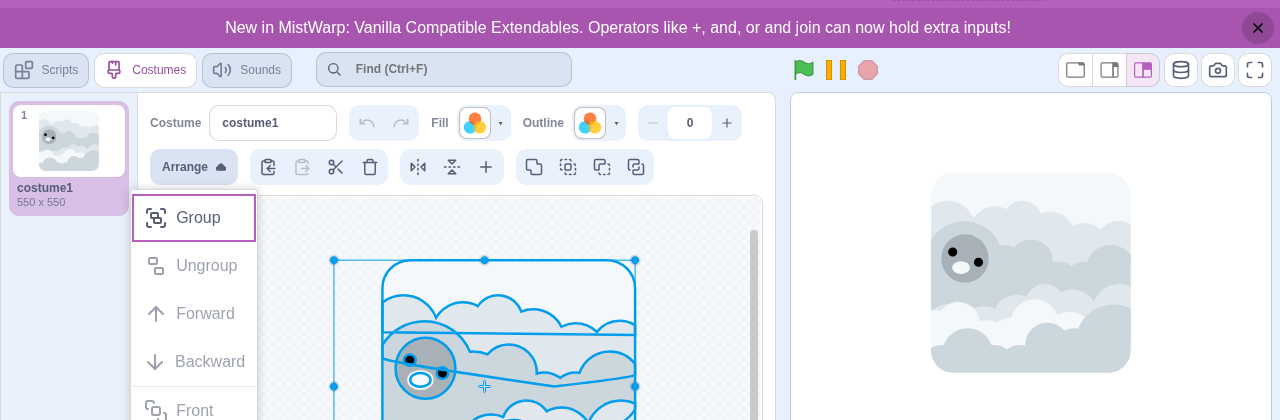 New in MistWarp: Vanilla Compatible Extendables. Operators like +, and, or and join can now hold extra inputs!
Scripts
Costumes
Sounds
Find (Ctrl+F)
1
costume1
550 x 550
Costume
costume1
Fill
Outline
0
Arrange
Group
Ungroup
Forward
Backward
Front